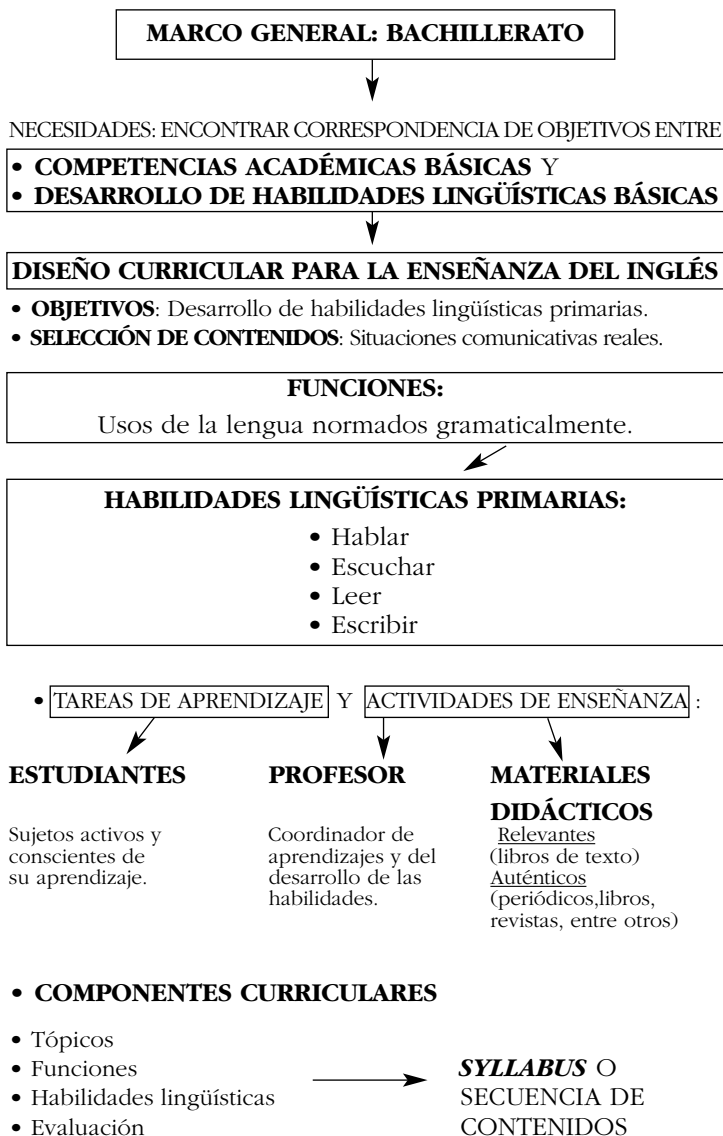 MARCO GENERAL: BACHILLERATO
NECESIDADES: ENCONTRAR CORRESPONDENCIA DE OBJETIVOS ENTRE
• COMPETENCIAS ACADÉMICAS BÁSICAS Y
• DESARROLLO DE HABILIDADES LINGÜÍSTICAS BÁSICAS
DISEÑO CURRICULAR PARA LA ENSEÑANZA DEL INGLÉS
• OBJETIVOS: Desarrollo de habilidades lingüísticas primarias.
• SELECCIÓN DE CONTENIDOS: Situaciones comunicativas reales.
FUNCIONES:
Usos de la lengua normados gramaticalmente.
HABILIDADES LINGÜÍSTICAS PRIMARIAS:
• Hablar
• Escuchar
• Leer
• Escribir
• TAREAS DE APRENDIZAJE Y ACTIVIDADES DE ENSEÑANZA :
ESTUDIANTES
Sujetos activos y
conscientes de
su aprendizaje.
PROFESOR
Coordinador de
aprendizajes y del
desarrollo de las
habilidades.
MATERIALES
DIDÁCTICOS
Relevantes
(libros de texto)
Auténticos
(periódicos,libros,
revistas, entre otros)
• COMPONENTES CURRICULARES
• Tópicos
• Funciones
• Habilidades lingüísticas
• Evaluación
SYLLABUS O
SECUENCIA DE
CONTENIDOS